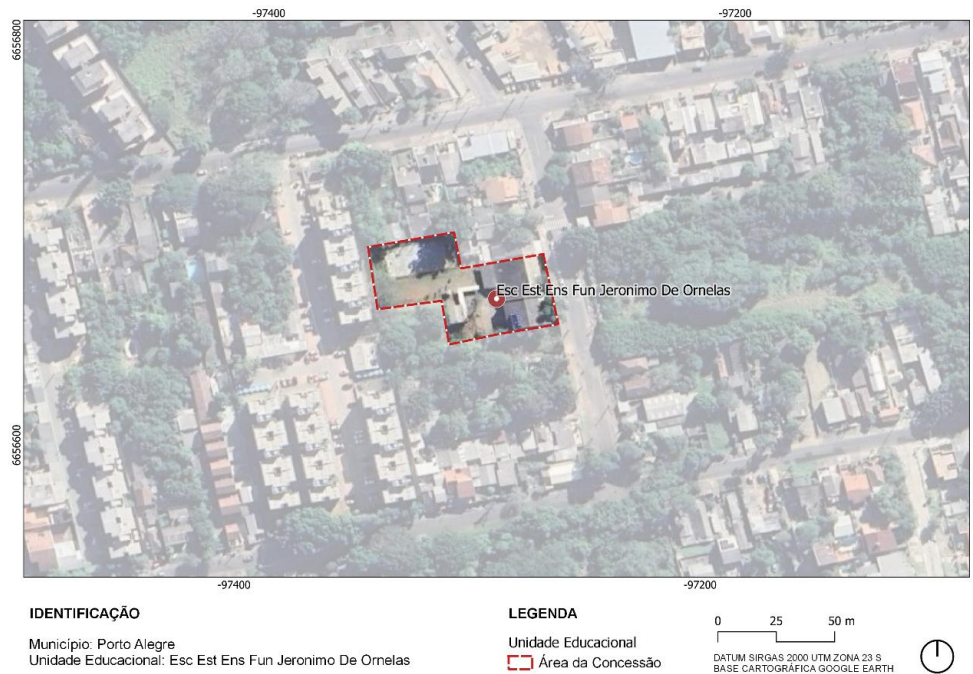 -97400 -97200
6656800
Esc Est Ens Fun Jeronimo De Ornelas
6656600
-97400 -97200
IDENTIFICAÇÃO
Município: Porto Alegre
Unidade Educacional: Esc Est Ens Fun Jeronimo De Ornelas
LEGENDA
Unidade Educacional
Área da Concessão
0 25 50 m
DATUM SIRGAS 2000 UTM ZONA 23 S
BASE CARTOGRÁFICA GOOGLE EARTH